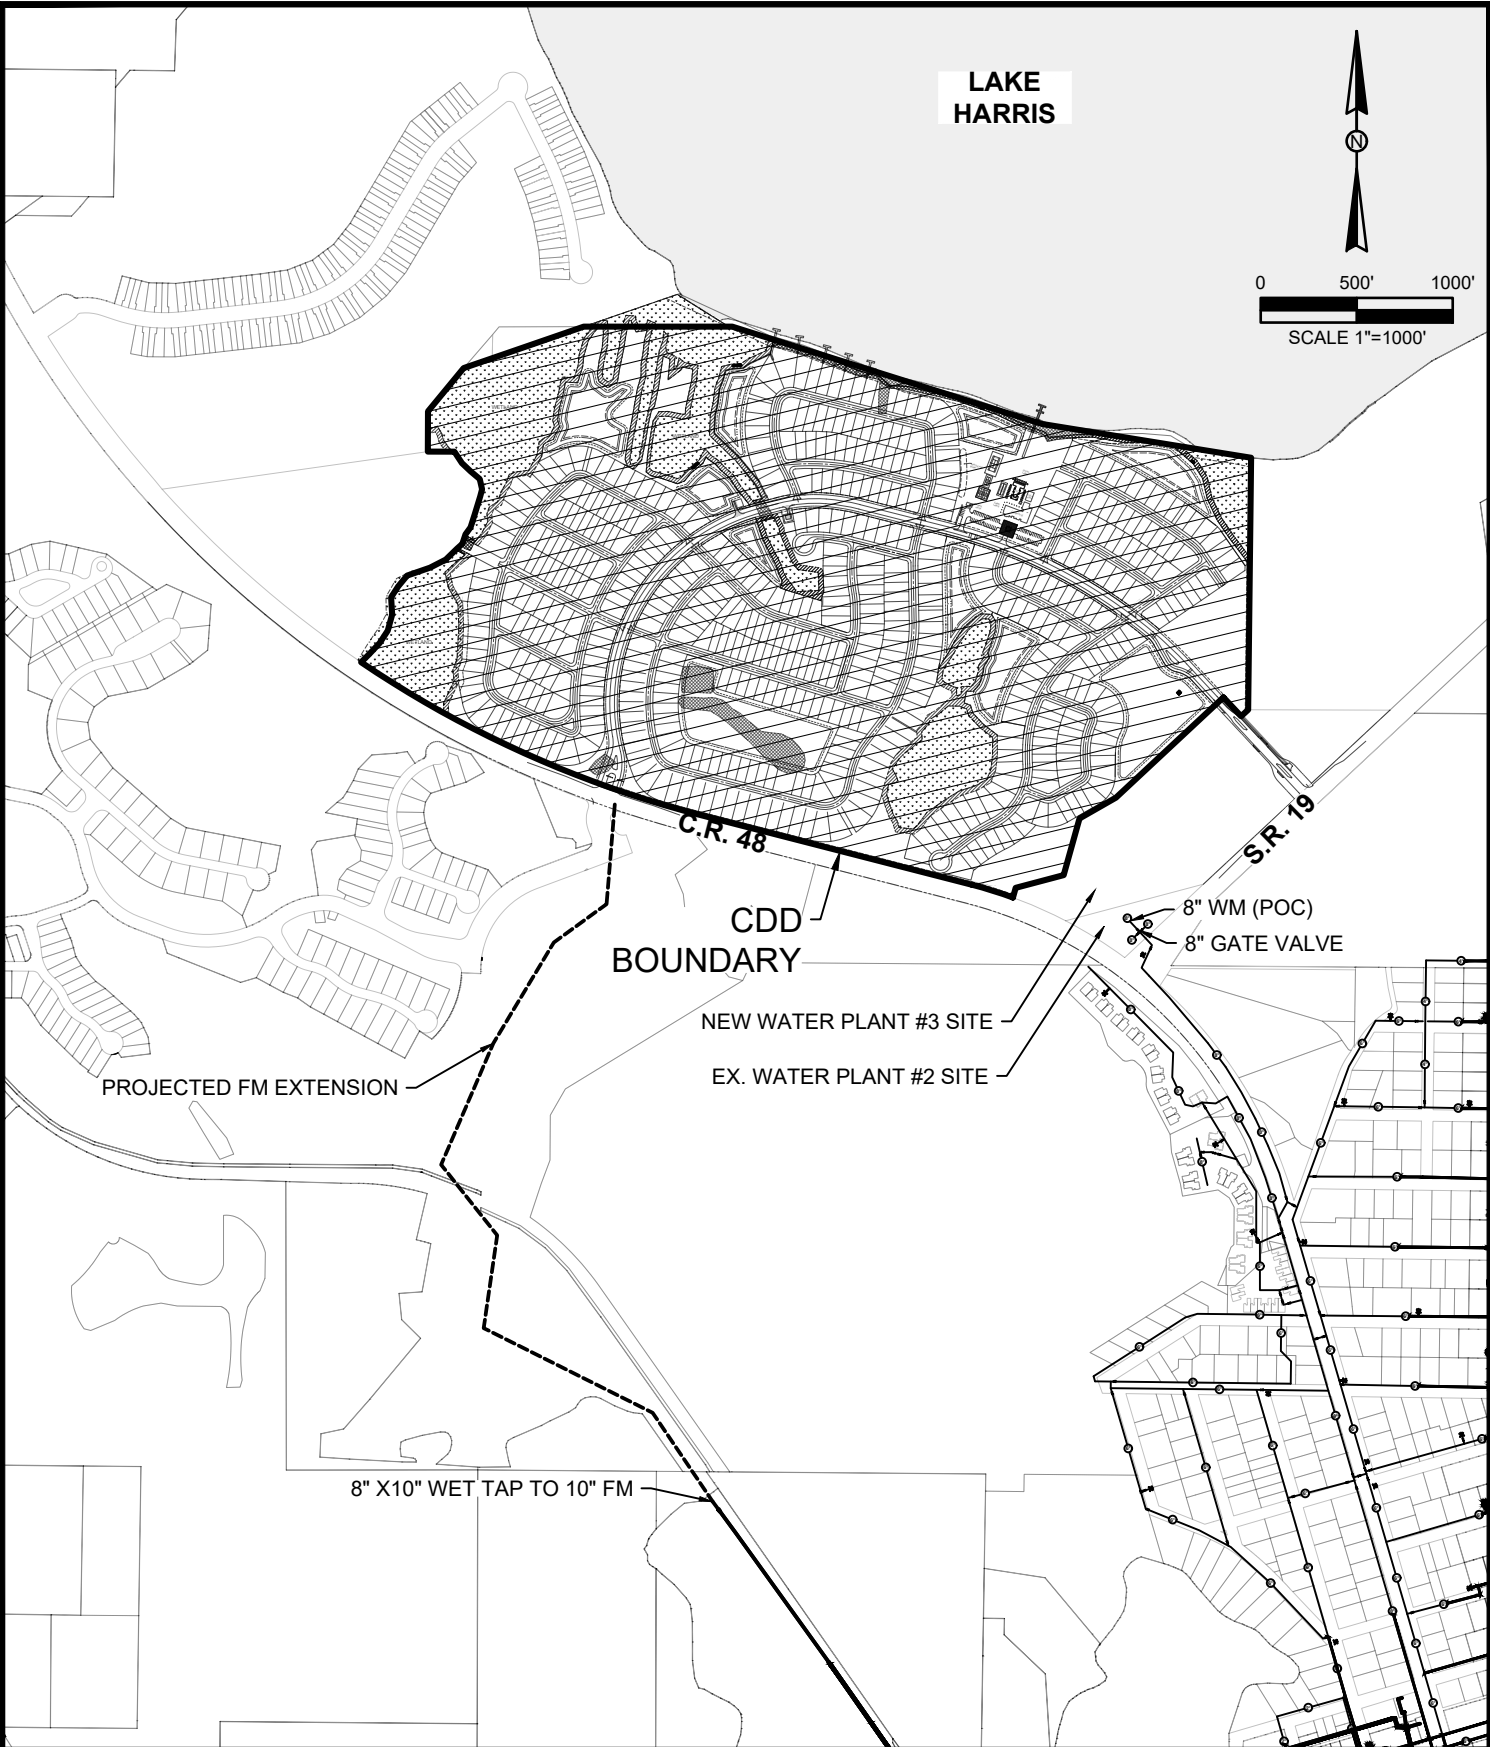 LAKE
HARRIS
N
0 500' 1000'
SCALE 1"=1000'
C.R. 48
S.R. 19
CDD
BOUNDARY
8" WM (POC)
8" GATE VALVE
NEW WATER PLANT #3 SITE
EX. WATER PLANT #2 SITE
PROJECTED FM EXTENSION
8" X10" WET TAP TO 10" FM